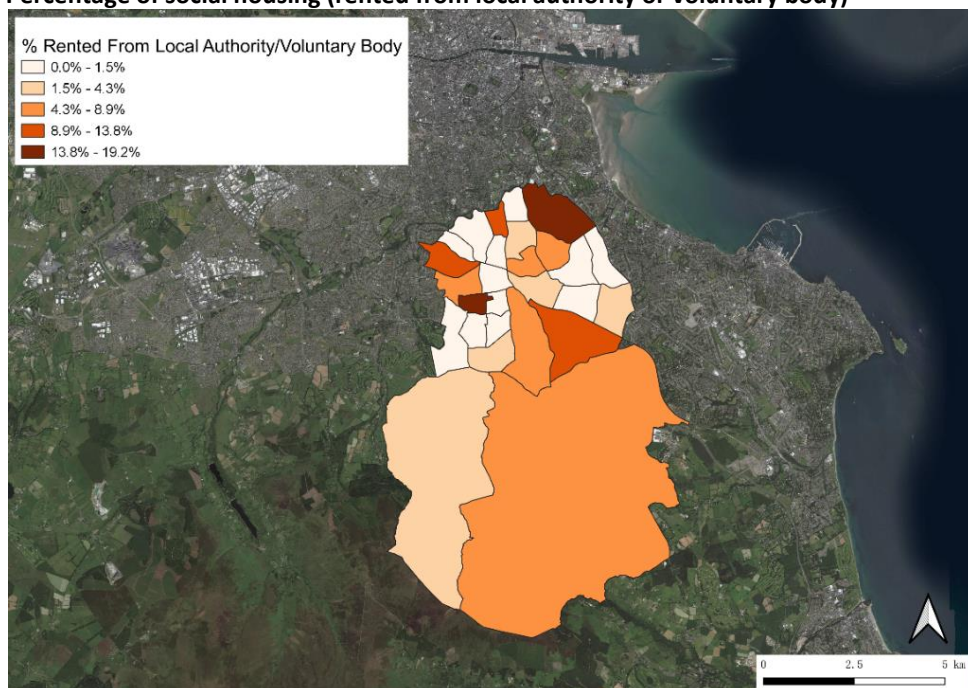 Percentage of social housing (rented from local authority or voluntary body)
% Rented From Local Authority/Voluntary Body
0.0% - 1.5%
1.5% - 4.3%
4.3% - 8.9%
8.9% - 13.8%
13.8% - 19.2%
0 2.5 5 km